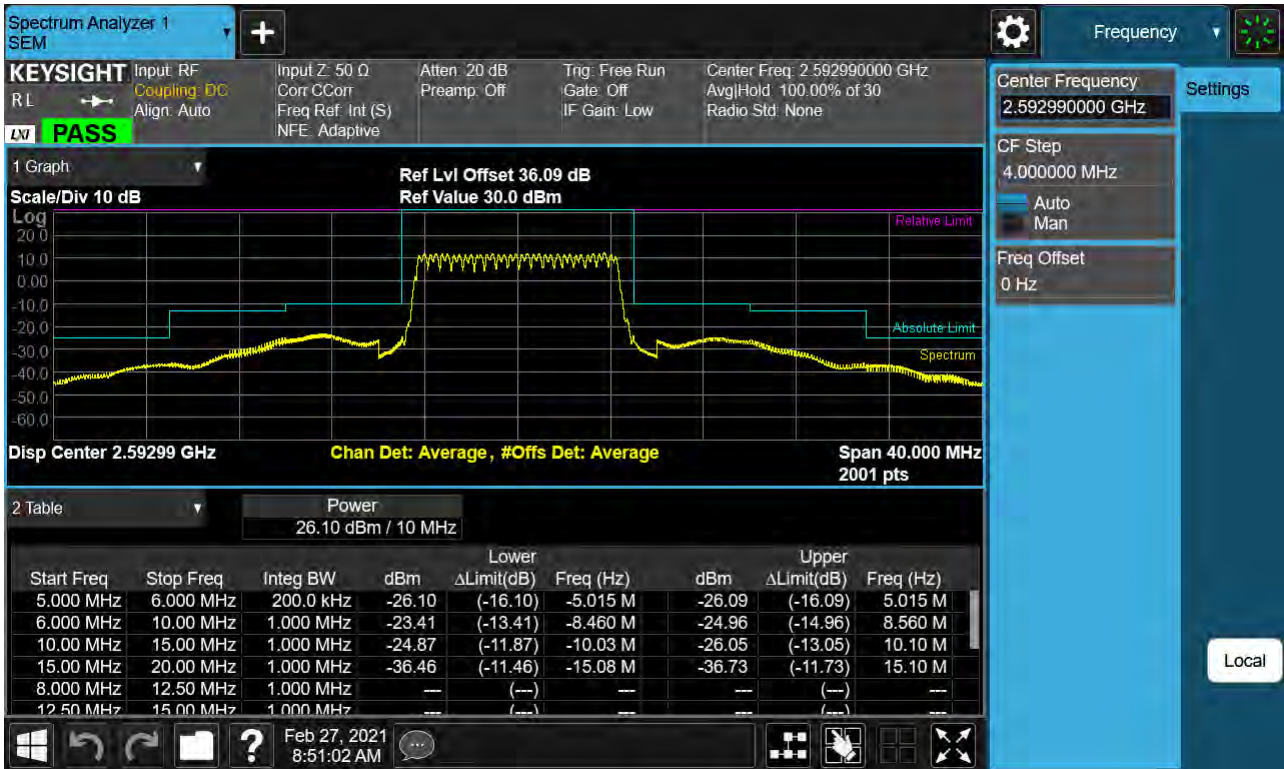 Spectrum Analyzer 1
SEM
Frequency
KEYSIGHT
R L
LXI
PASS
Input: RF
Coupling: DC
Align: Auto
Input Z: 50 Ω
Corr CCorr
Freq Ref: Int (S)
NFE: Adaptive
Atten: 20 dB
Preamp: Off
Trig: Free Run
Gate: Off
IF Gain: Low
Center Freq: 2.592990000 GHz
Avg|Hold: 100.00% of 30
Radio Std: None
Center Frequency
2.592990000 GHz
Settings
CF Step
4.000000 MHz
Auto
Man
Freq Offset
0 Hz
Local
1 Graph
Ref Lvl Offset 36.09 dB
Scale/Div 10 dB
Ref Value 30.0 dBm
Log
Relative Limit
20.0
10.0
0.00
-10.0
-20.0
Absolute Limit
-30.0
Spectrum
-40.0
-50.0
-60.0
Disp Center 2.59299 GHz
Chan Det: Average, #Offs Det: Average
Span 40.000 MHz
2001 pts
2 Table
Power
26.10 dBm / 10 MHz
Lower Upper
Start Freq Stop Freq Integ BW dBm ΔLimit(dB) Freq (Hz) dBm ΔLimit(dB) Freq (Hz)
5.000 MHz 6.000 MHz 200.0 kHz -26.10 (-16.10) -5.015 M -26.09 (-16.09) 5.015 M
6.000 MHz 10.00 MHz 1.000 MHz -23.41 (-13.41) -8.460 M -24.96 (-14.96) 8.560 M
10.00 MHz 15.00 MHz 1.000 MHz -24.87 (-11.87) -10.03 M -26.05 (-13.05) 10.10 M
15.00 MHz 20.00 MHz 1.000 MHz -36.46 (-11.46) -15.08 M -36.73 (-11.73) 15.10 M
8.000 MHz 12.50 MHz 1.000 MHz --- (---) --- --- (---) ---
12.50 MHz 15.00 MHz 1.000 MHz --- (---) --- --- (---) ---
Feb 27, 2021
8:51:02 AM